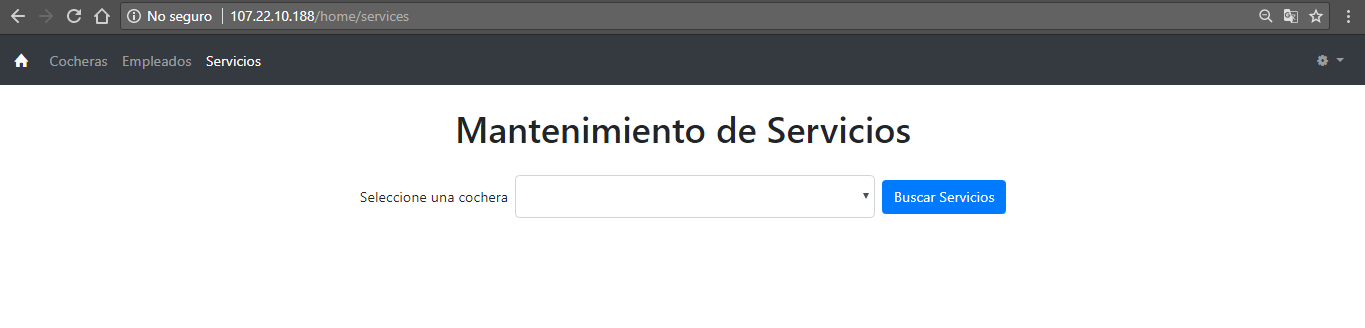 No seguro 107.22.10.188/home/services
Cocheras Empleados Servicios
Mantenimiento de Servicios
Seleccione una cochera Buscar Servicios